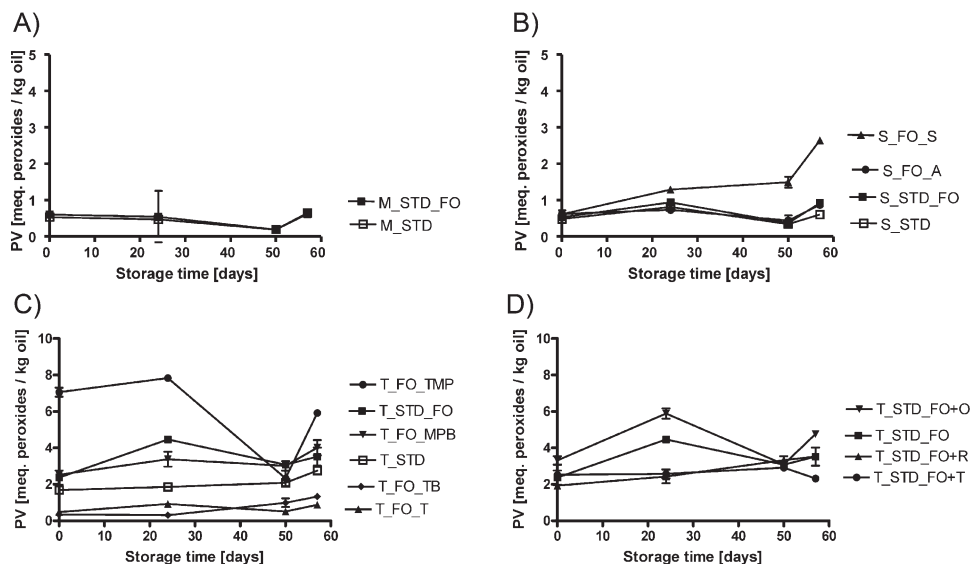 A)
PV [meq. peroxides / kg oil]
5
4
3
2
1
0
0 10 20 30 40 50 60
Storage time [days]
M_STD_FO
M_STD
B)
PV [meq. peroxides / kg oil]
5
4
3
2
1
0
0 10 20 30 40 50 60
Storage time [days]
S_FO_S
S_FO_A
S_STD_FO
S_STD
C)
PV [meq. peroxides / kg oil]
10
8
6
4
2
0
0 10 20 30 40 50 60
Storage time [days]
T_FO_TMP
T_STD_FO
T_FO_MPB
T_STD
T_FO_TB
T_FO_T
D)
PV [meq. peroxides / kg oil]
10
8
6
4
2
0
0 10 20 30 40 50 60
Storage time [days]
T_STD_FO+O
T_STD_FO
T_STD_FO+R
T_STD_FO+T